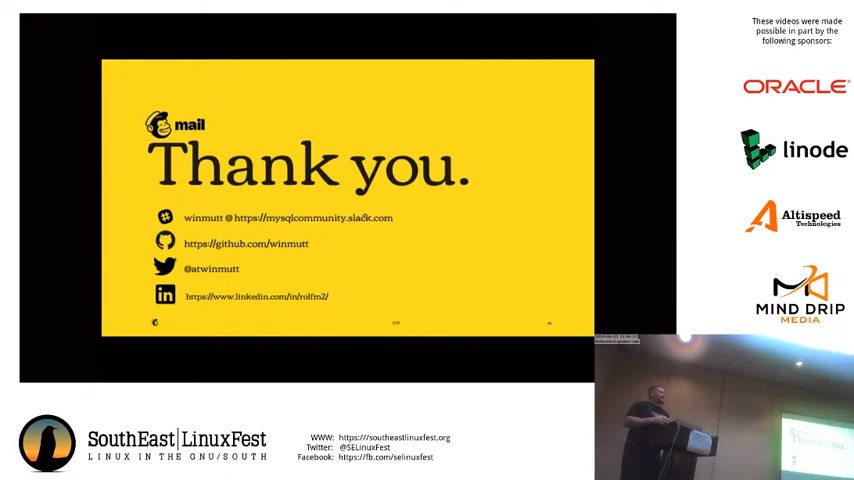 These videos were made
possible in part by the
following sponsors:
ORACLE
linode
Altispeed
Technologies
MIND DRIP
MEDIA
mail
Thank you.
winmutt @ https://mysqlcommunity.slack.com
https://github.com/winmutt
@atwinmutt
https://www.linkedin.com/in/rolfm2/
Thank you.
SouthEast|LinuxFest
LINUX IN THE GNU/SOUTH
WWW: https://southeastlinuxfest.org
Twitter: @SELinuxFest
Facebook: https://fb.com/selinuxfest